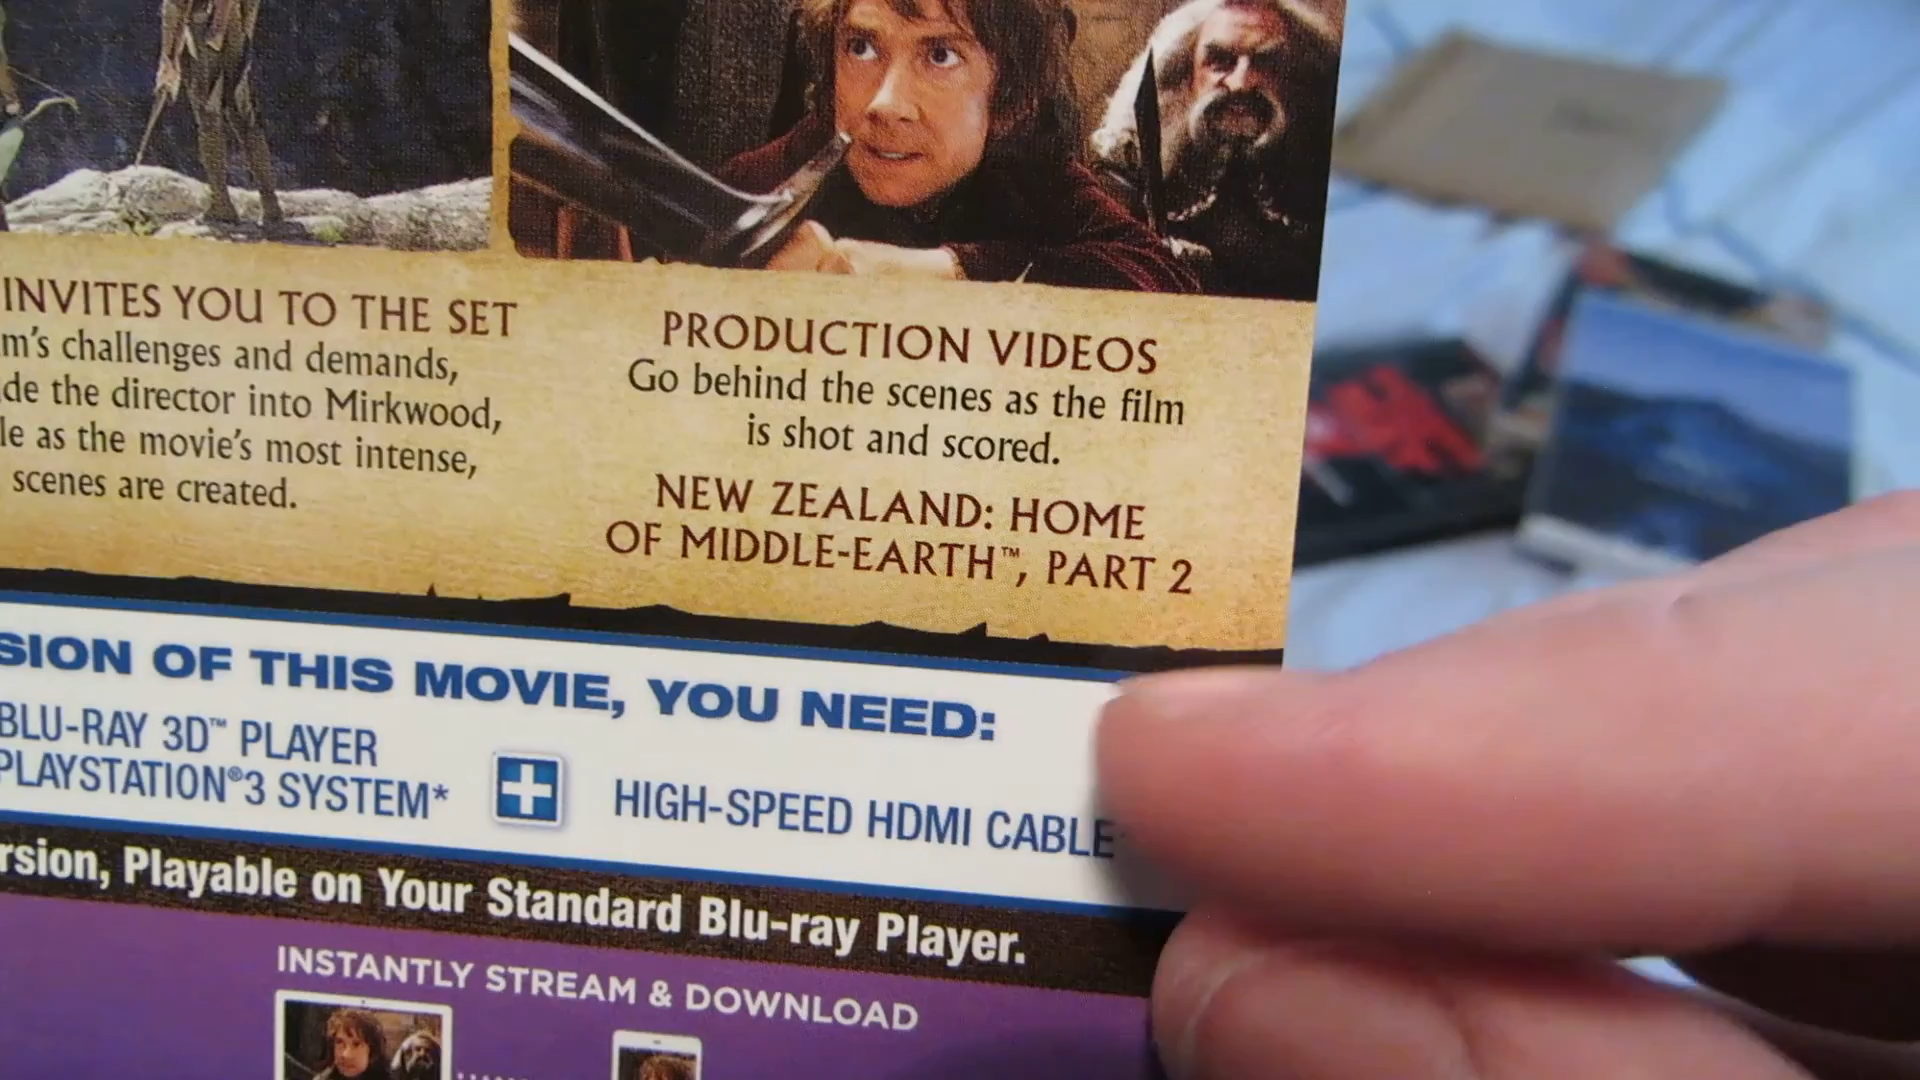 INVITES YOU TO THE SET
m's challenges and demands,
de the director into Mirkwood,
le as the movie's most intense,
scenes are created.
PRODUCTION VIDEOS
Go behind the scenes as the film
is shot and scored.
NEW ZEALAND: HOME
OF MIDDLE-EARTH™, PART 2
SION OF THIS MOVIE, YOU NEED:
BLU-RAY 3D™ PLAYER
PLAYSTATION®3 SYSTEM*
HIGH-SPEED HDMI CABLE
rsion, Playable on Your Standard Blu-ray Player.
INSTANTLY STREAM & DOWNLOAD